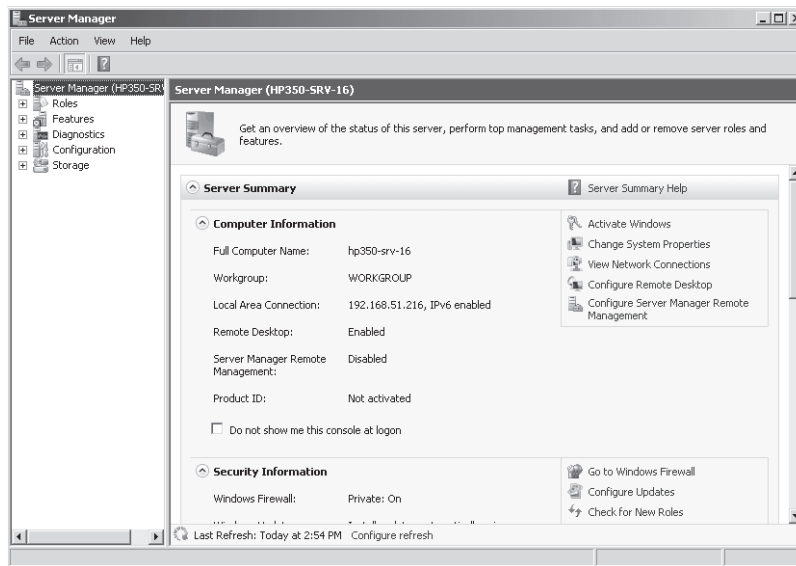 Server Manager
File Action View Help
Server Manager (HP350-SRV
Roles
Features
Diagnostics
Configuration
Storage
Server Manager (HP350-SRV-16)
Get an overview of the status of this server, perform top management tasks, and add or remove server roles and
features.
Server Summary
Server Summary Help
Computer Information
Full Computer Name: hp350-srv-16
Workgroup: WORKGROUP
Local Area Connection: 192.168.51.216, IPv6 enabled
Remote Desktop: Enabled
Server Manager Remote Disabled
Management:
Product ID: Not activated
Do not show me this console at logon
Activate Windows
Change System Properties
View Network Connections
Configure Remote Desktop
Configure Server Manager Remote
Management
Security Information
Windows Firewall: Private: On
Go to Windows Firewall
Configure Updates
Check for New Roles
Last Refresh: Today at 2:54 PM Configure refresh